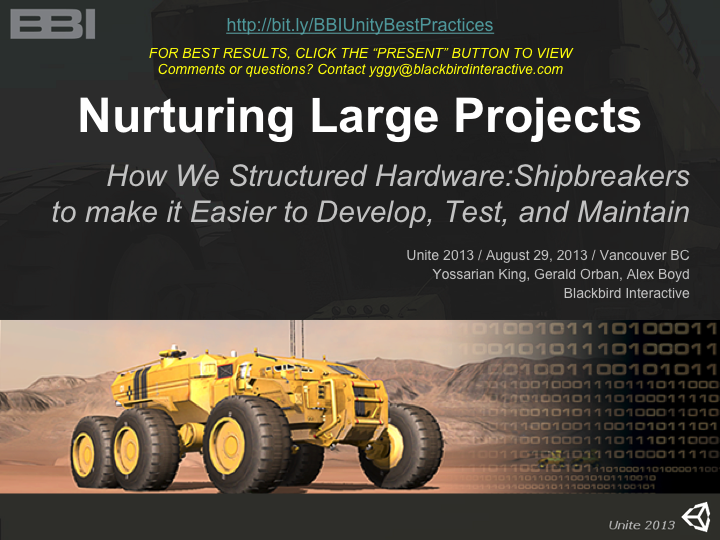 BBI
http://bit.ly/BBIUnityBestPractices
FOR BEST RESULTS, CLICK THE “PRESENT” BUTTON TO VIEW
Comments or questions? Contact yggy@blackbirdinteractive.com
Nurturing Large Projects
How We Structured Hardware:Shipbreakers
to make it Easier to Develop, Test, and Maintain
Unite 2013 / August 29, 2013 / Vancouver BC
Yossarian King, Gerald Orban, Alex Boyd
Blackbird Interactive
Unite 2013